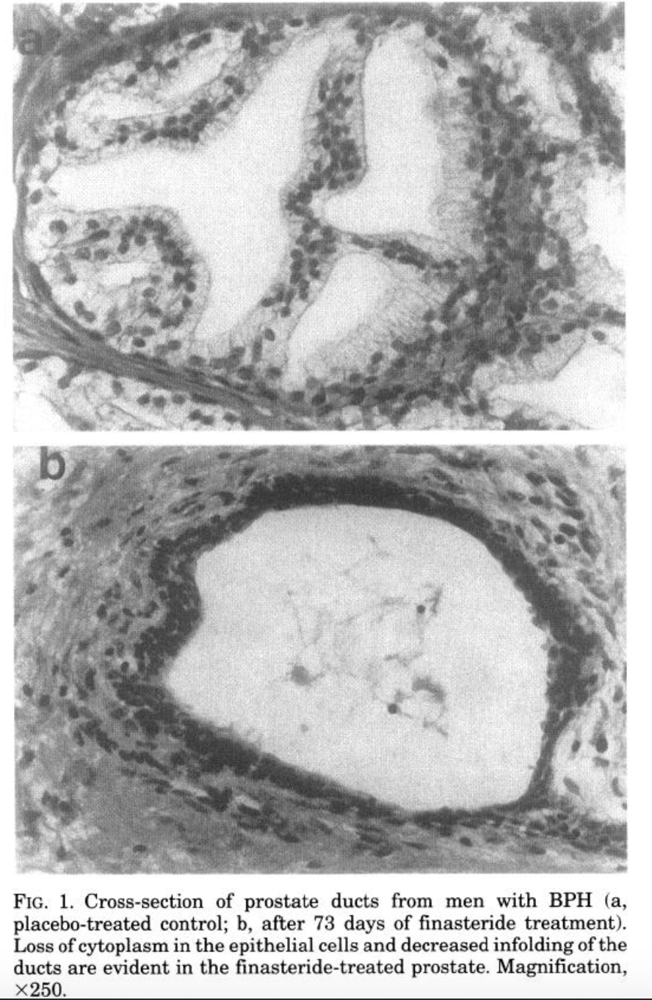 a
b
FIG. 1. Cross-section of prostate ducts from men with BPH (a,
placebo-treated control; b, after 73 days of finasteride treatment).
Loss of cytoplasm in the epithelial cells and decreased infolding of the
ducts are evident in the finasteride-treated prostate. Magnification,
×250.